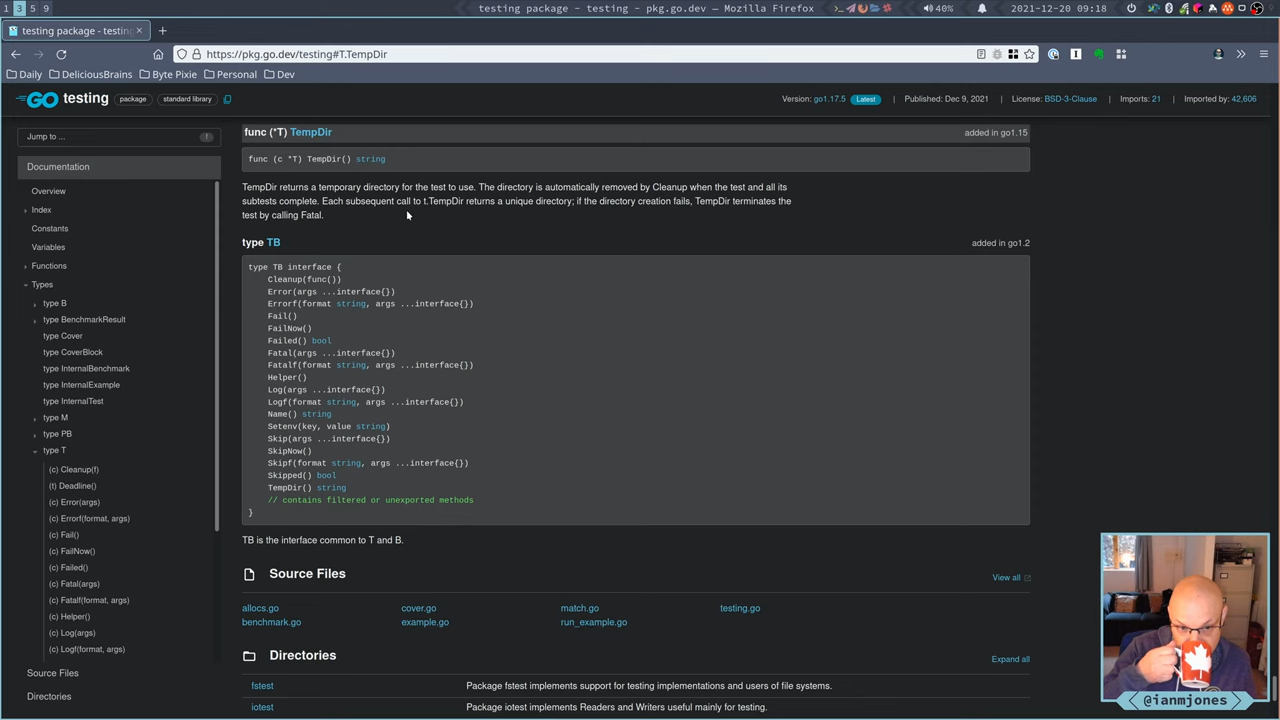 1 3 5 9
testing package - testing - pkg.go.dev - Mozilla Firefox
40%
2021-12-20 09:18
testing package - testing
https://pkg.go.dev/testing#T.TempDir
Daily
DeliciousBrains
Byte Pixie
Personal
Dev
GO testing package standard library
Version: go1.17.5 Latest Published: Dec 9, 2021 License: BSD-3-Clause Imports: 21 Imported by: 42,606
Jump to ... f
Documentation
Overview
Index
Constants
Variables
Functions
Types
type B
type BenchmarkResult
type Cover
type CoverBlock
type InternalBenchmark
type InternalExample
type InternalTest
type M
type PB
type T
(c) Cleanup(f)
(t) Deadline()
(c) Error(args)
(c) Errorf(format, args)
(c) Fail()
(c) FailNow()
(c) Failed()
(c) Fatal(args)
(c) Fatalf(format, args)
(c) Helper()
(c) Log(args)
(c) Logf(format, args)
Source Files
Directories
func (*T) TempDir added in go1.15
func (c *T) TempDir() string
TempDir returns a temporary directory for the test to use. The directory is automatically removed by Cleanup when the test and all its
subtests complete. Each subsequent call to t.TempDir returns a unique directory; if the directory creation fails, TempDir terminates the
test by calling Fatal.
type TB added in go1.2
type TB interface {
Cleanup(func())
Error(args ...interface{})
Errorf(format string, args ...interface{})
Fail()
FailNow()
Failed() bool
Fatal(args ...interface{})
Fatalf(format string, args ...interface{})
Helper()
Log(args ...interface{})
Logf(format string, args ...interface{})
Name() string
Setenv(key, value string)
Skip(args ...interface{})
SkipNow()
Skipf(format string, args ...interface{})
Skipped() bool
TempDir() string
// contains filtered or unexported methods
}
TB is the interface common to T and B.
Source Files View all
allocs.go cover.go match.go testing.go
benchmark.go example.go run_example.go
Directories Expand all
fstest Package fstest implements support for testing implementations and users of file systems.
iotest Package iotest implements Readers and Writers useful mainly for testing.
@ianmjones